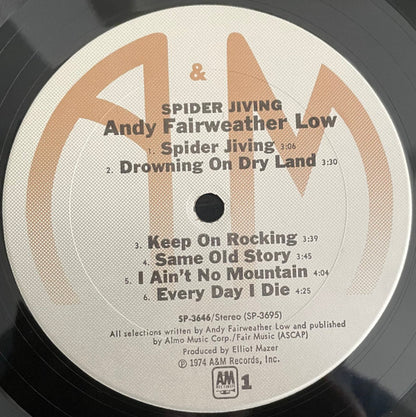 A&M
SPIDER JIVING
Andy Fairweather Low
1. Spider Jiving 3:06
2. Drowning On Dry Land 3:30
3. Keep On Rocking 3:39
4. Same Old Story 3:45
5. I Ain't No Mountain 4:04
6. Every Day I Die 4:25
SP-3646/Stereo (SP-3695)
All selections written by Andy Fairweather Low and published
by Almo Music Corp./Fair Music (ASCAP)
Produced by Elliot Mazer
℗ 1974 A&M Records, Inc.
A&M
RECORDS
1